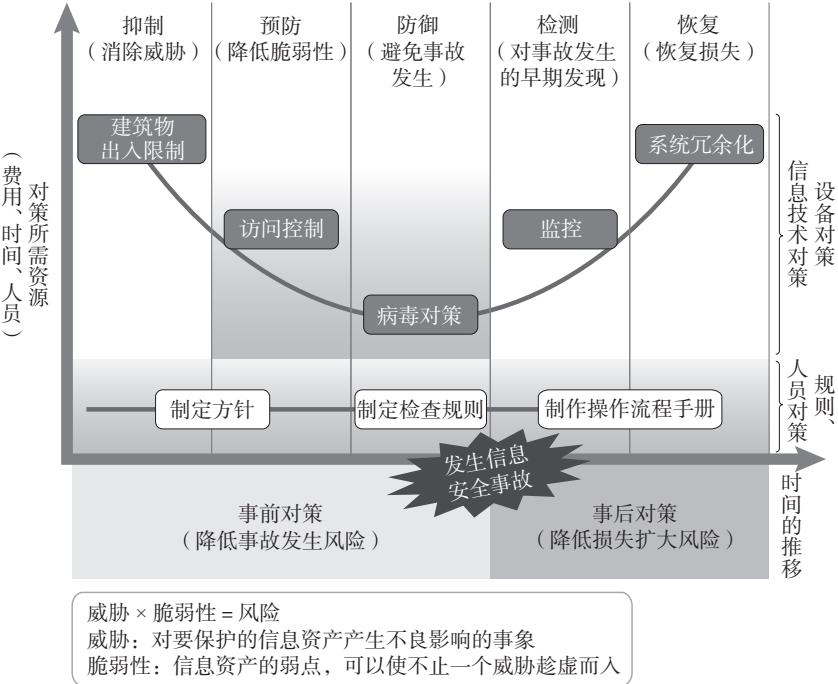 抑制
（消除威胁）
预防
（降低脆弱性）
防御
（避免事故
发生）
检测
（对事故发生
的早期发现）
恢复
（恢复损失）
建筑物
出入限制
访问控制
病毒对策
监控
系统冗余化
对策所需资源
（费用、时间、人员）
设备对策
信息技术对策
规则、
人员对策
制定方针
制定检查规则
制作操作流程手册
发生信息
安全事故
时间的推移
事前对策
（降低事故发生风险）
事后对策
（降低损失扩大风险）
威胁 × 脆弱性 = 风险
威胁：对要保护的信息资产产生不良影响的事象
脆弱性：信息资产的弱点，可以使不止一个威胁趁虚而入